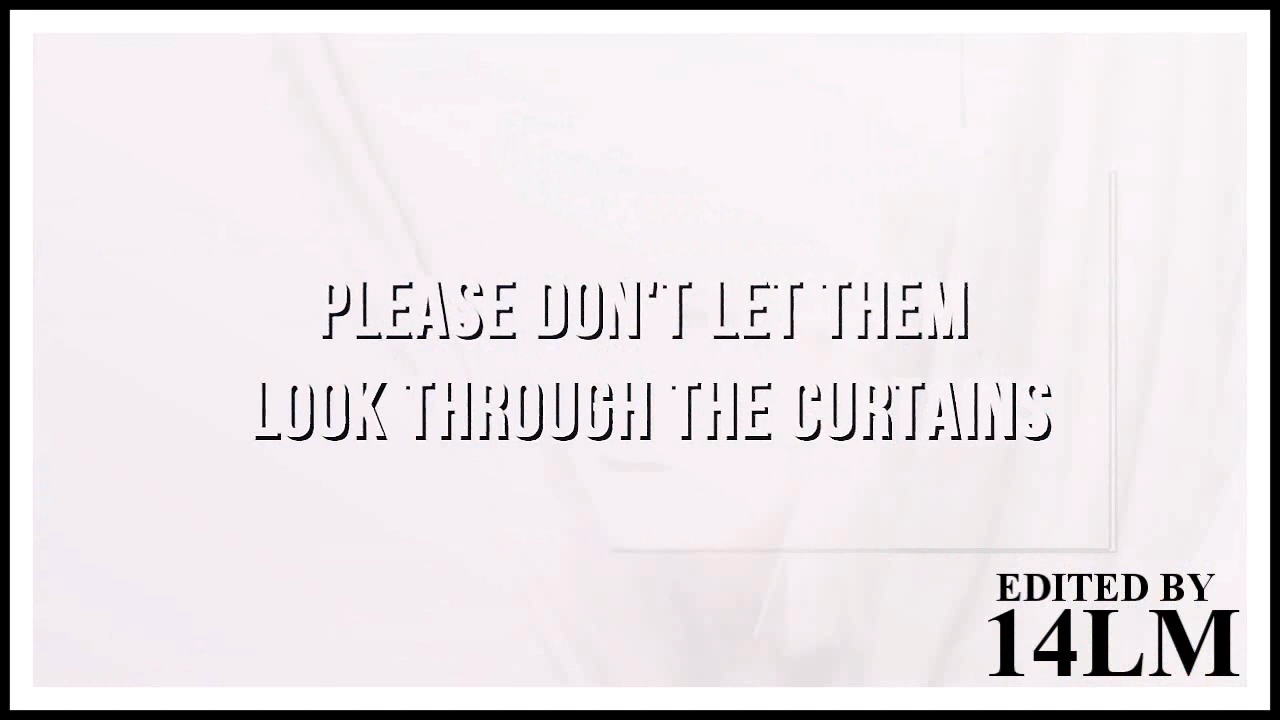 PLEASE DON'T LET THEM
LOOK THROUGH THE CURTAINS
EDITED BY
14LM